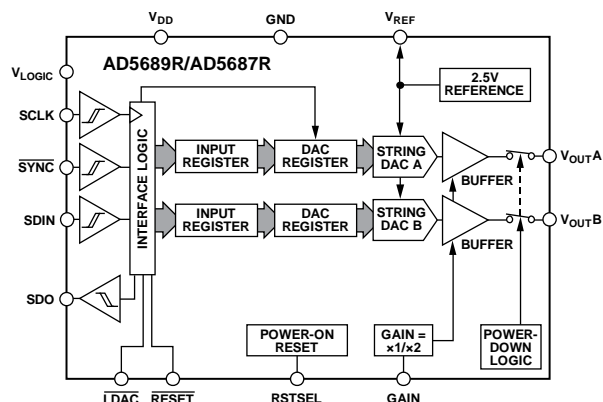 VDD
GND
VREF
AD5689R/AD5687R
VLOGIC
2.5V
REFERENCE
SCLK
INPUT
REGISTER
DAC
REGISTER
STRING
DAC A
VOUTA
SYNC
INTERFACE LOGIC
BUFFER
SDIN
INPUT
REGISTER
DAC
REGISTER
STRING
DAC B
VOUTB
BUFFER
SDO
POWER-ON
RESET
GAIN =
×1/×2
POWER-
DOWN
LOGIC
LDAC
RESET
RSTSEL
GAIN